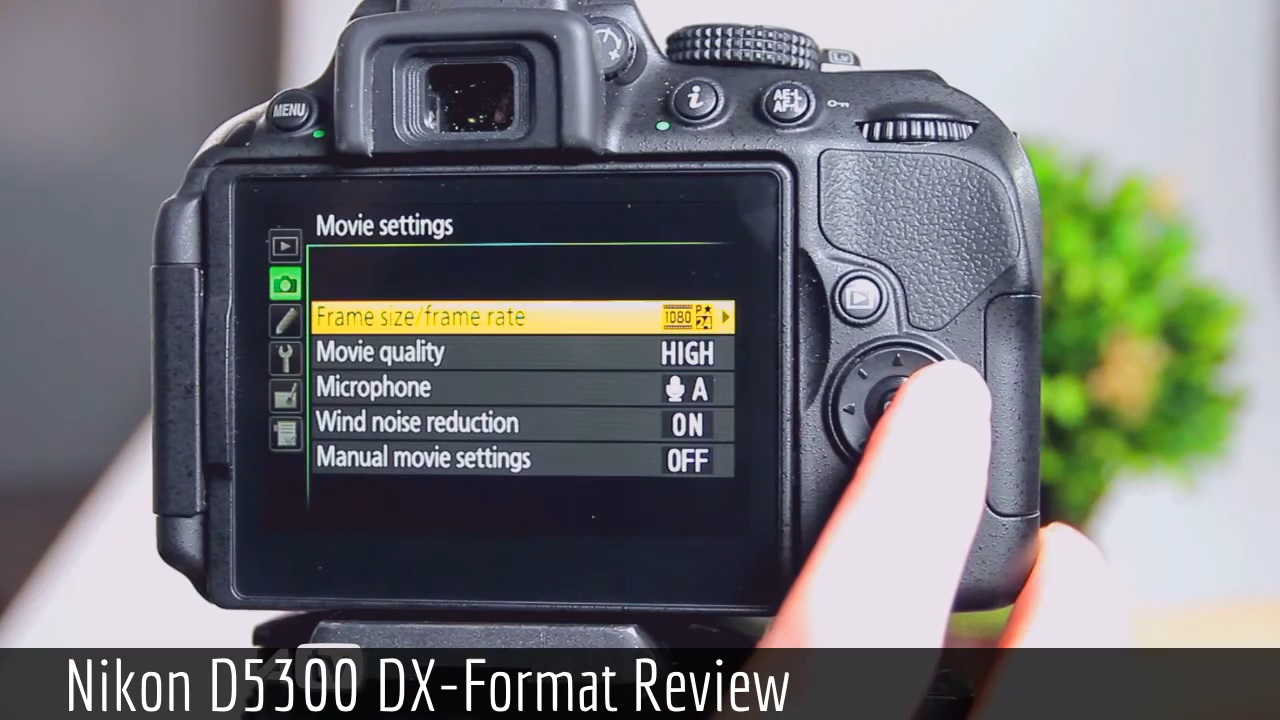 Lv
MENU
i
AE-L
AF-L
Movie settings
Frame size/frame rate 1080 P★ 24
Movie quality HIGH
Microphone A
Wind noise reduction ON
Manual movie settings OFF
Nikon D5300 DX-Format Review